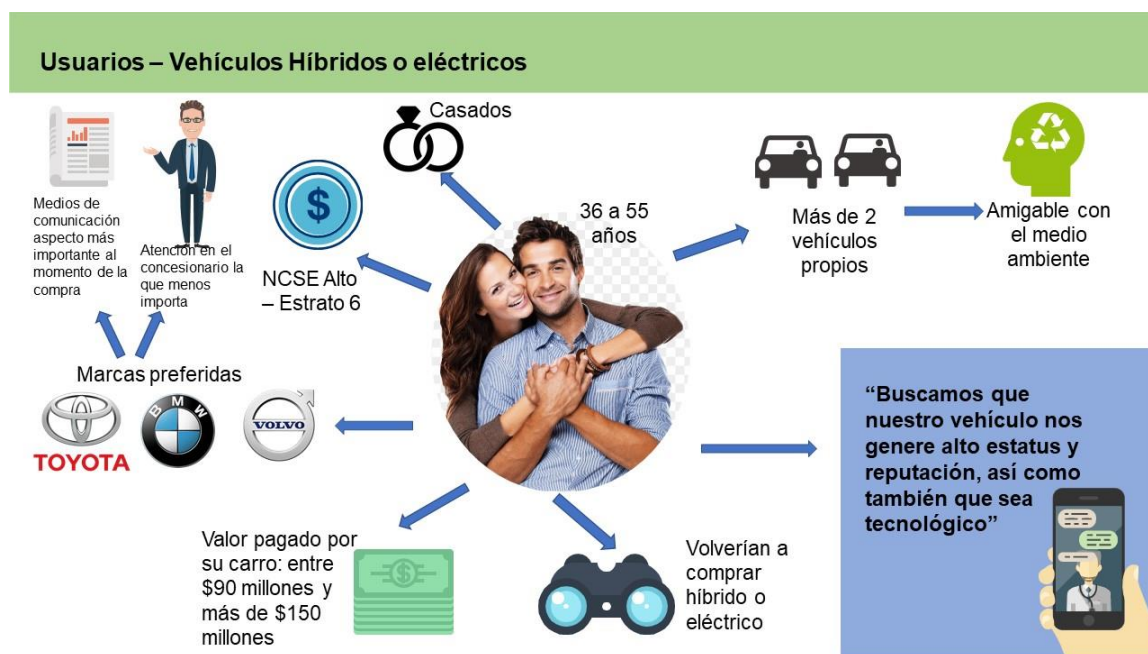 Usuarios – Vehículos Híbridos o eléctricos
Medios de
comunicación
aspecto más
importante al
momento de la
compra
Atención en el
concesionario la
que menos
importa
$
NCSE Alto
– Estrato 6
Casados
36 a 55
años
Más de 2
vehículos
propios
Amigable con
el medio
ambiente
Marcas preferidas
TOYOTA
BMW
VOLVO
“Buscamos que
nuestro vehículo nos
genere alto estatus y
reputación, así como
también que sea
tecnológico”
Valor pagado por
su carro: entre
$90 millones y
más de $150
millones
$
Volverían a
comprar
híbrido o
eléctrico